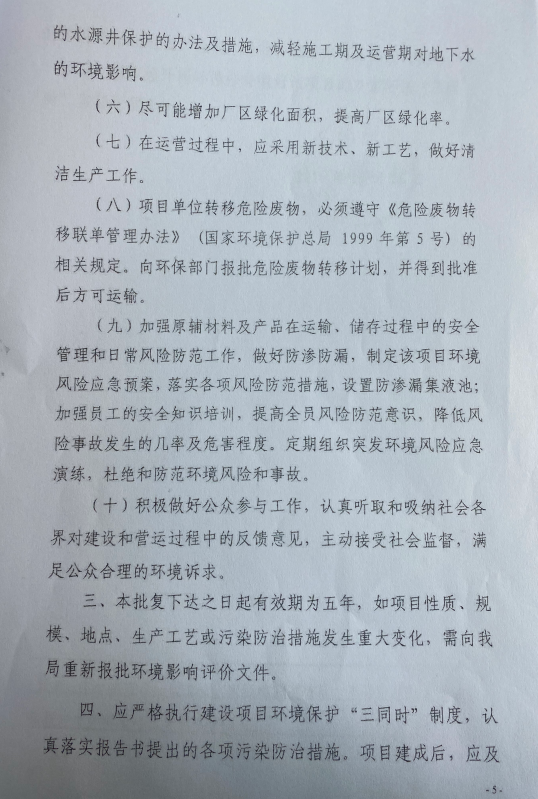 的水源井保护的办法及措施，减轻施工期及运营期对地下水
的环境影响。
（六）尽可能增加厂区绿化面积，提高厂区绿化率。
（七）在运营过程中，应采用新技术、新工艺，做好清
洁生产工作。
（八）项目单位转移危险废物，必须遵守《危险废物转
移联单管理办法》（国家环境保护总局 1999 年第 5 号）的
相关规定。向环保部门报批危险废物转移计划，并得到批准
后方可运输。
（九）加强原辅材料及产品在运输、储存过程中的安全
管理和日常风险防范工作，做好防渗防漏，制定该项目环境
风险应急预案，落实各项风险防范措施，设置防渗漏集液池；
加强员工的安全知识培训，提高全员风险防范意识，降低风
险事故发生的几率及危害程度。定期组织突发环境风险应急
演练，杜绝和防范环境风险和事故。
（十）积极做好公众参与工作，认真听取和吸纳社会各
界对建设和营运过程中的反馈意见，主动接受社会监督，满
足公众合理的环境诉求。
三、本批复下达之日起有效期为五年，如项目性质、规
模、地点、生产工艺或污染防治措施发生重大变化，需向我
局重新报批环境影响评价文件。
四、应严格执行建设项目环境保护“三同时”制度，认
真落实报告书提出的各项污染防治措施。项目建成后，应及
- 5 -